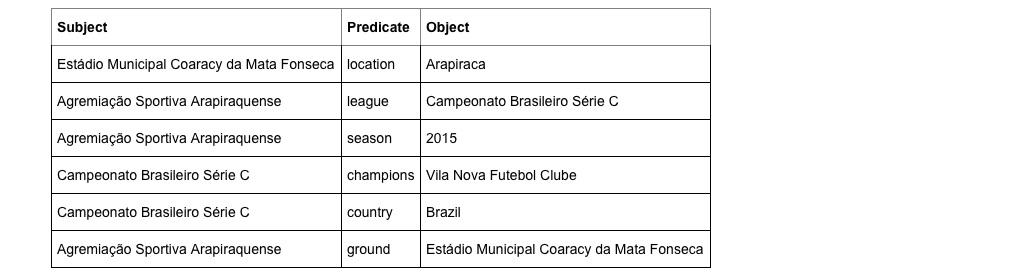 Subject Predicate Object
Estádio Municipal Coaracy da Mata Fonseca location Arapiraca
Agremiação Sportiva Arapiraquense league Campeonato Brasileiro Série C
Agremiação Sportiva Arapiraquense season 2015
Campeonato Brasileiro Série C champions Vila Nova Futebol Clube
Campeonato Brasileiro Série C country Brazil
Agremiação Sportiva Arapiraquense ground Estádio Municipal Coaracy da Mata Fonseca